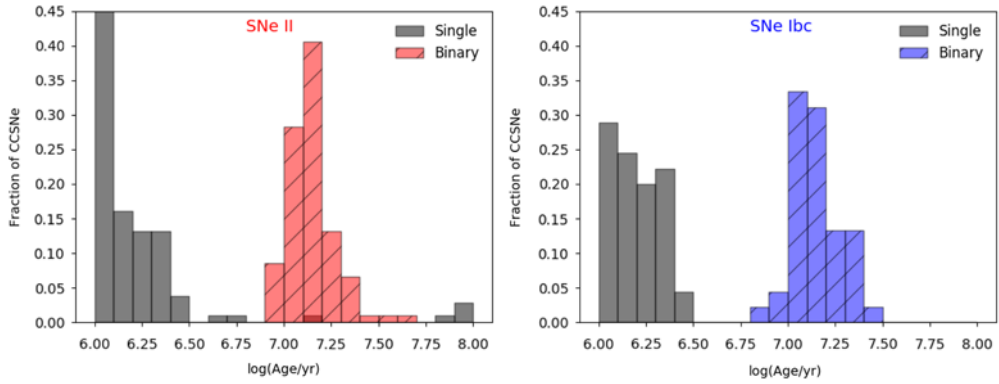 SNe II
Single
Binary
Fraction of CCSNe
0.45
0.40
0.35
0.30
0.25
0.20
0.15
0.10
0.05
0.00
6.00 6.25 6.50 6.75 7.00 7.25 7.50 7.75 8.00
log(Age/yr)
SNe Ibc
Single
Binary
Fraction of CCSNe
0.45
0.40
0.35
0.30
0.25
0.20
0.15
0.10
0.05
0.00
6.00 6.25 6.50 6.75 7.00 7.25 7.50 7.75 8.00
log(Age/yr)